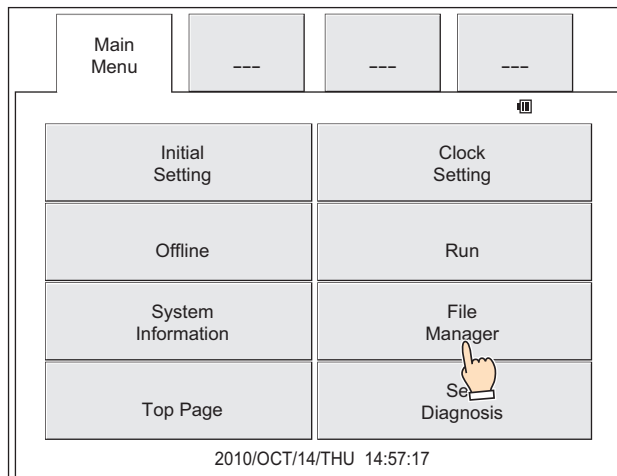 Main
Menu
---
---
---
Initial
Setting
Clock
Setting
Offline
Run
System
Information
File
Manager
Top Page
Diagnosis
2010/OCT/14/THU 14:57:17